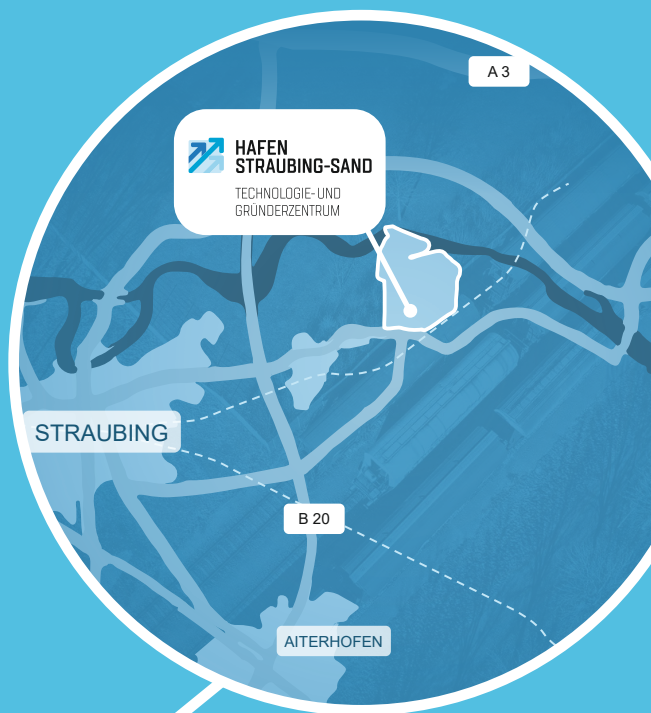 A 3
HAFEN
STRAUBING-SAND
TECHNOLOGIE- UND
GRÜNDERZENTRUM
STRAUBING
B 20
AITERHOFEN